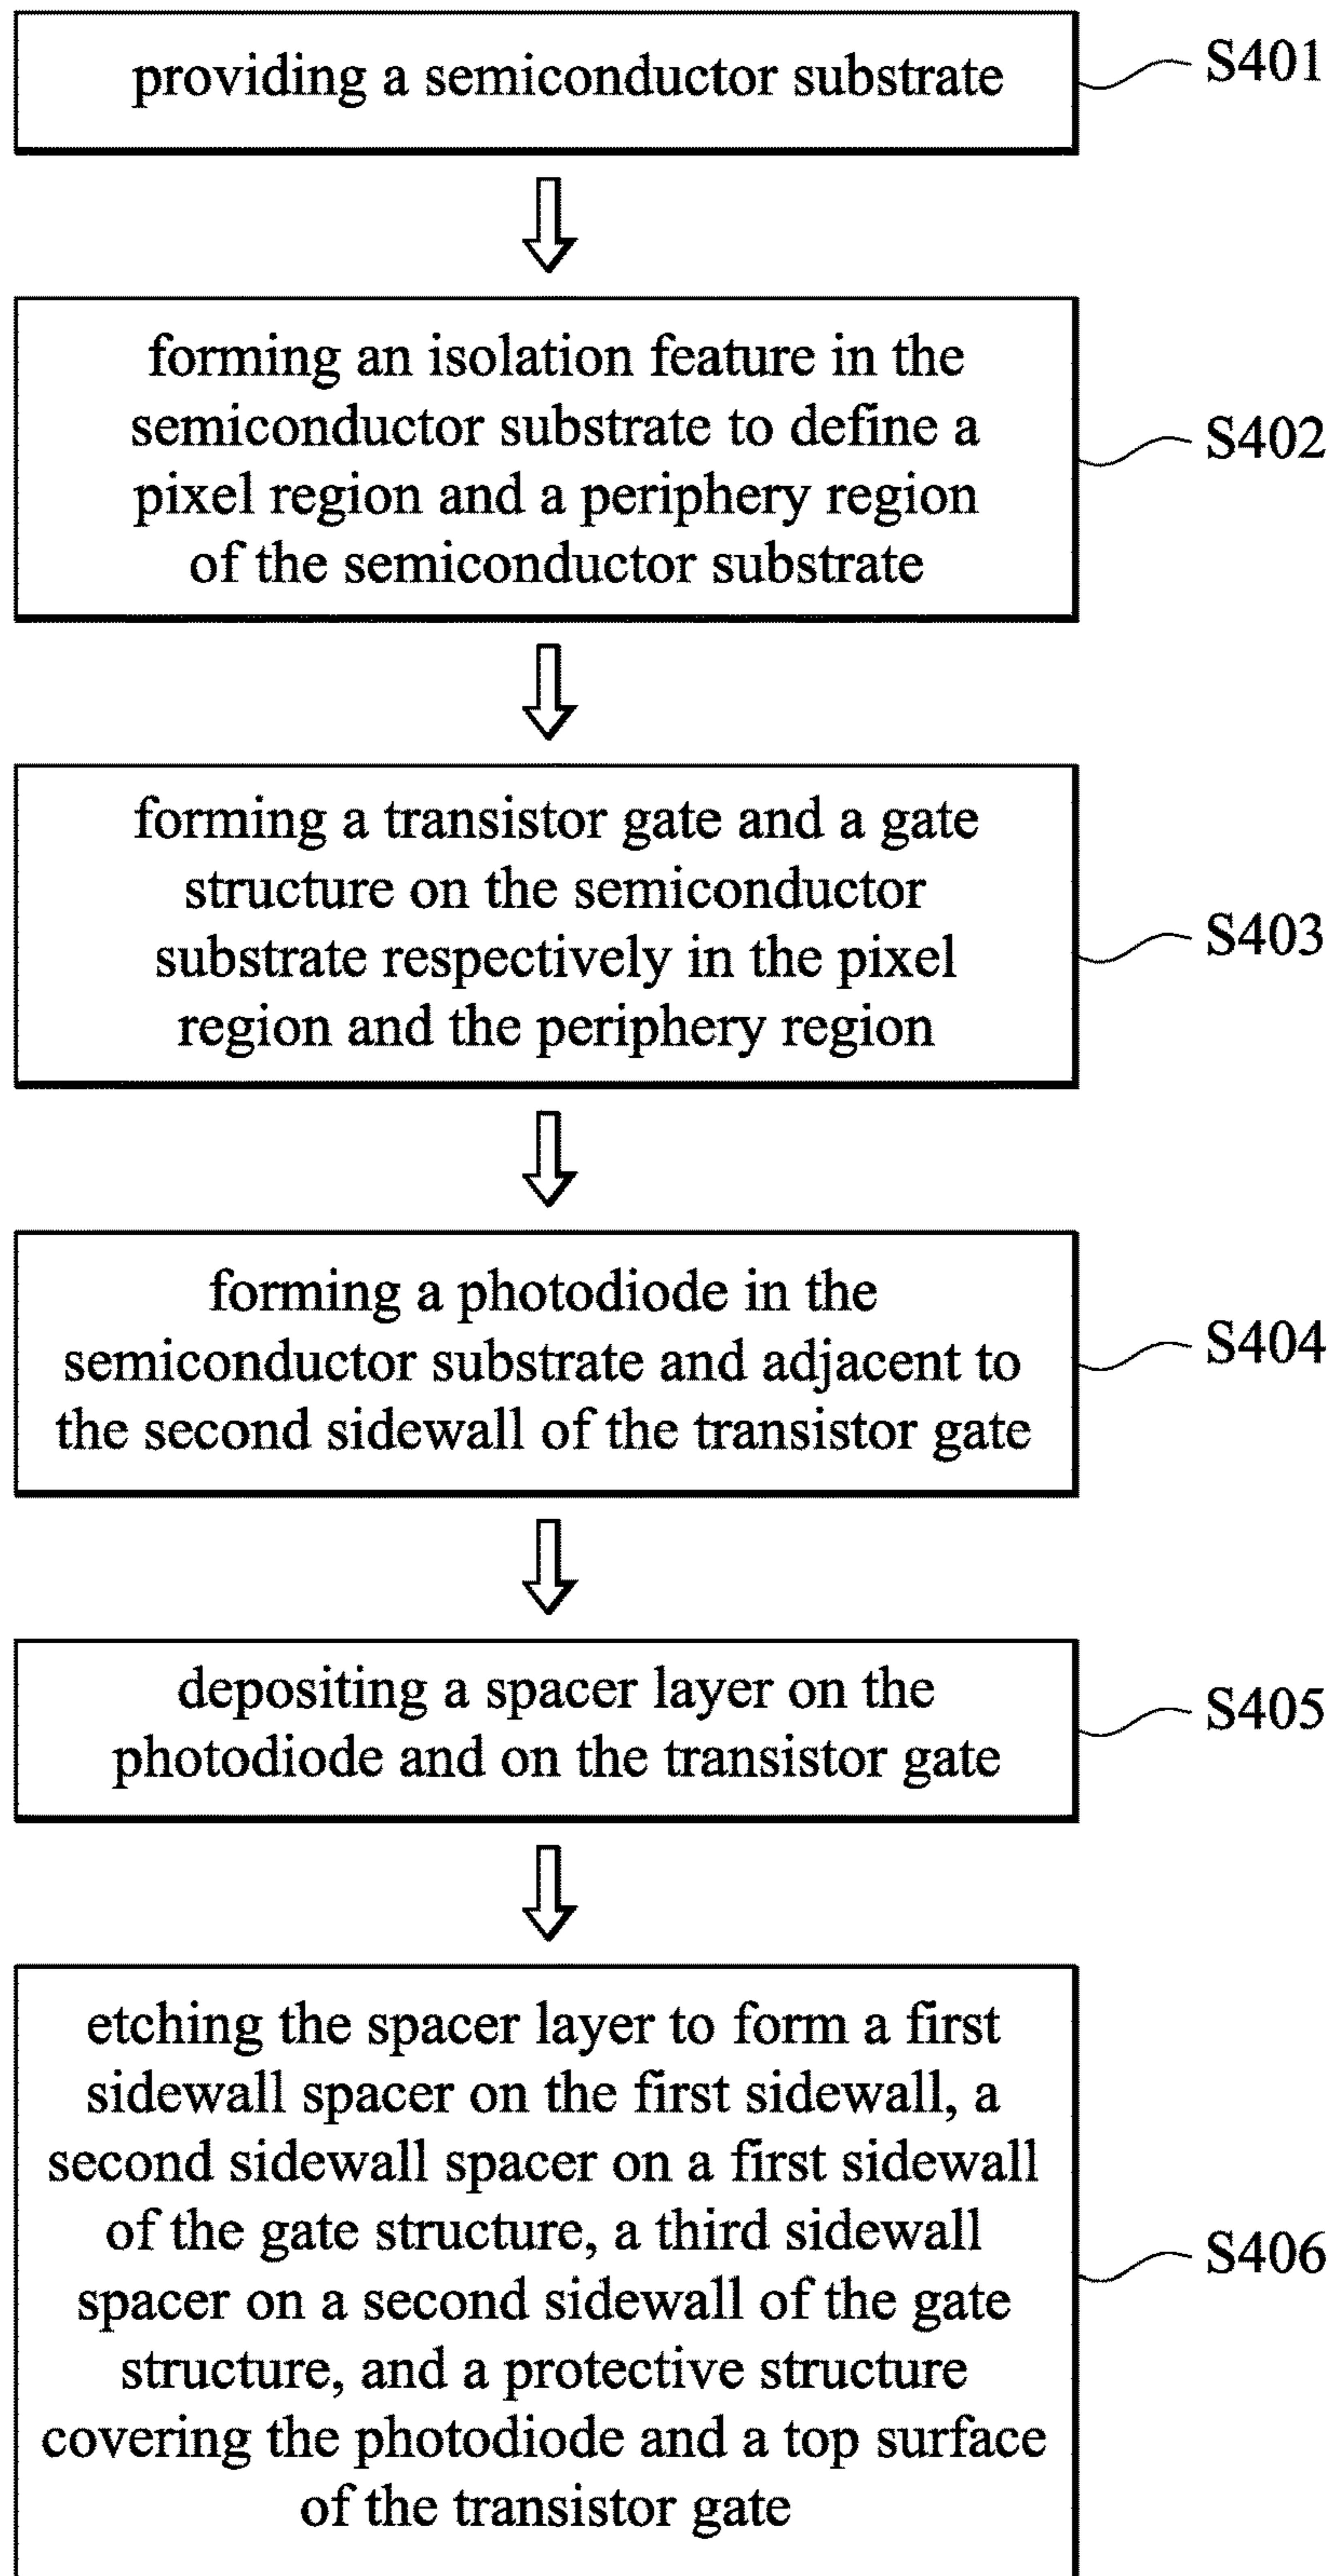 providing a semiconductor substrate
S401
forming an isolation feature in the
semiconductor substrate to define a
pixel region and a periphery region
of the semiconductor substrate
S402
forming a transistor gate and a gate
structure on the semiconductor
substrate respectively in the pixel
region and the periphery region
S403
forming a photodiode in the
semiconductor substrate and adjacent to
the second sidewall of the transistor gate
S404
depositing a spacer layer on the
photodiode and on the transistor gate
S405
etching the spacer layer to form a first
sidewall spacer on the first sidewall, a
second sidewall spacer on a first sidewall
of the gate structure, a third sidewall
spacer on a second sidewall of the gate
structure, and a protective structure
covering the photodiode and a top surface
of the transistor gate
S406